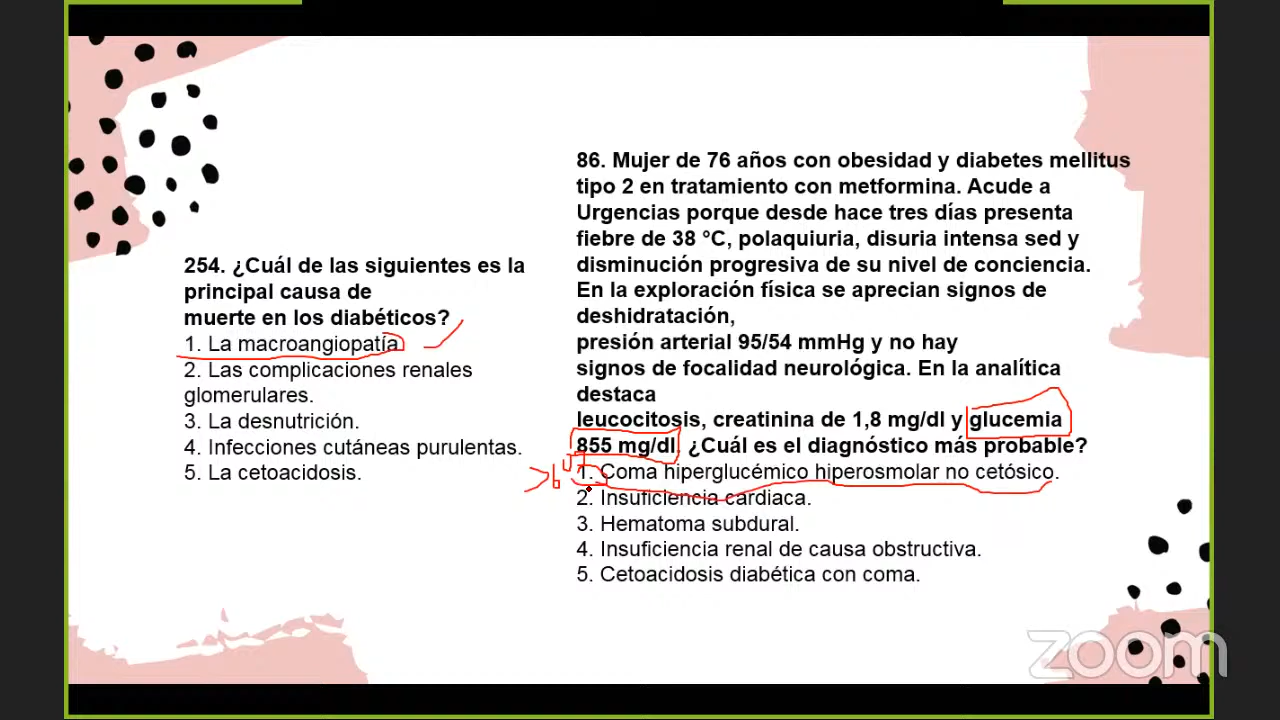 254. ¿Cuál de las siguientes es la
principal causa de
muerte en los diabéticos?
1. La macroangiopatía.
2. Las complicaciones renales
glomerulares.
3. La desnutrición.
4. Infecciones cutáneas purulentas.
5. La cetoacidosis.
86. Mujer de 76 años con obesidad y diabetes mellitus
tipo 2 en tratamiento con metformina. Acude a
Urgencias porque desde hace tres días presenta
fiebre de 38 °C, polaquiuria, disuria intensa sed y
disminución progresiva de su nivel de conciencia.
En la exploración física se aprecian signos de
deshidratación,
presión arterial 95/54 mmHg y no hay
signos de focalidad neurológica. En la analítica
destaca
leucocitosis, creatinina de 1,8 mg/dl y glucemia
855 mg/dl. ¿Cuál es el diagnóstico más probable?
1. Coma hiperglucémico hiperosmolar no cetósico.
2. Insuficiencia cardiaca.
3. Hematoma subdural.
4. Insuficiencia renal de causa obstructiva.
5. Cetoacidosis diabética con coma.
zoom